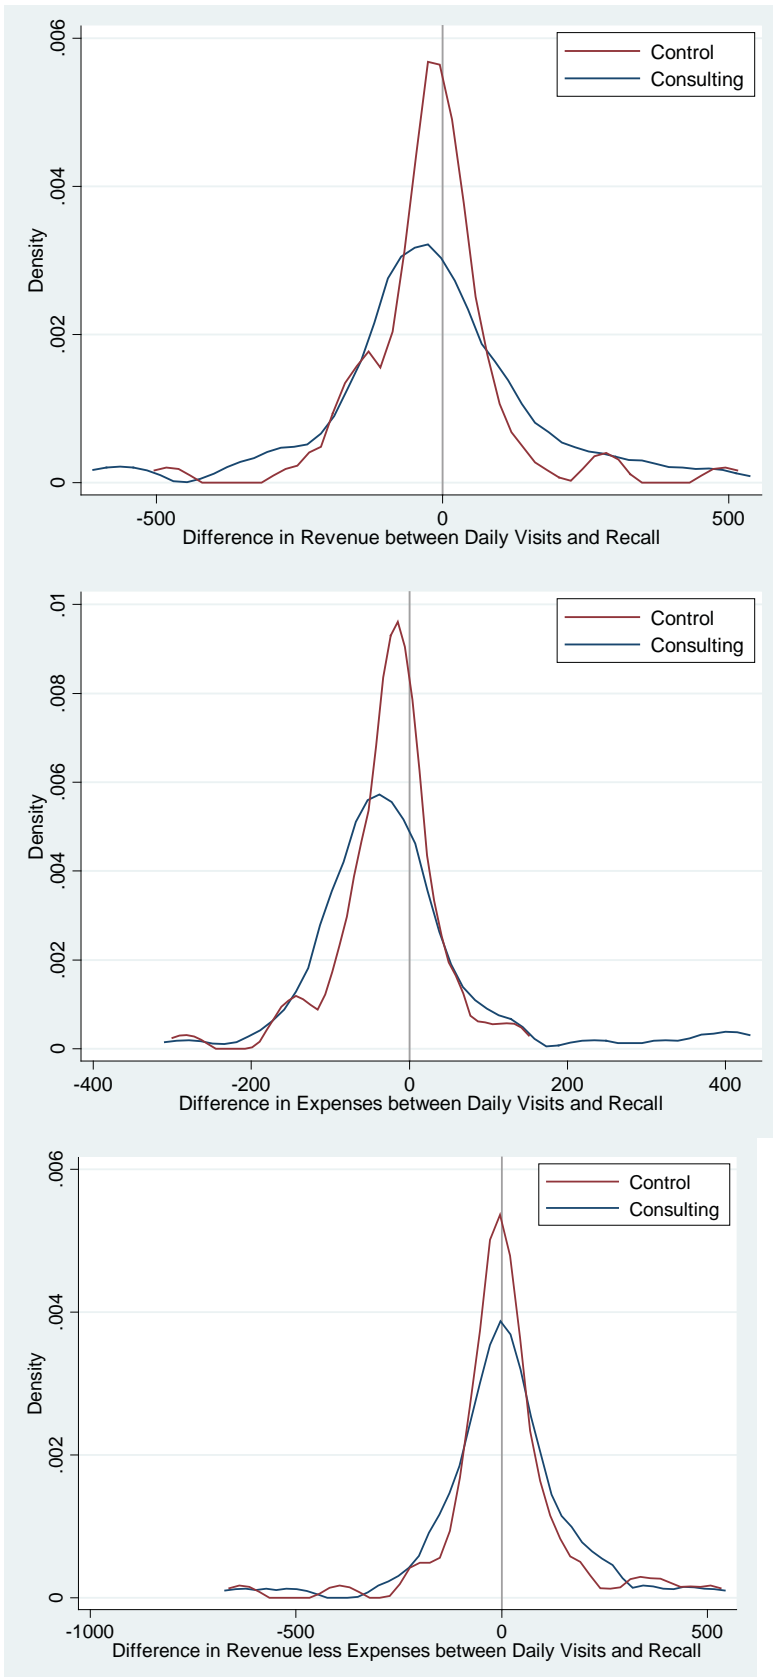 .006
.004
.002
0
Density
Control
Consulting
-500
0
500
Difference in Revenue between Daily Visits and Recall
.01
.008
.006
.004
.002
0
Density
Control
Consulting
-400
-200
0
200
400
Difference in Expenses between Daily Visits and Recall
.006
.004
.002
0
Density
Control
Consulting
-1000
-500
0
500
Difference in Revenue less Expenses between Daily Visits and Recall